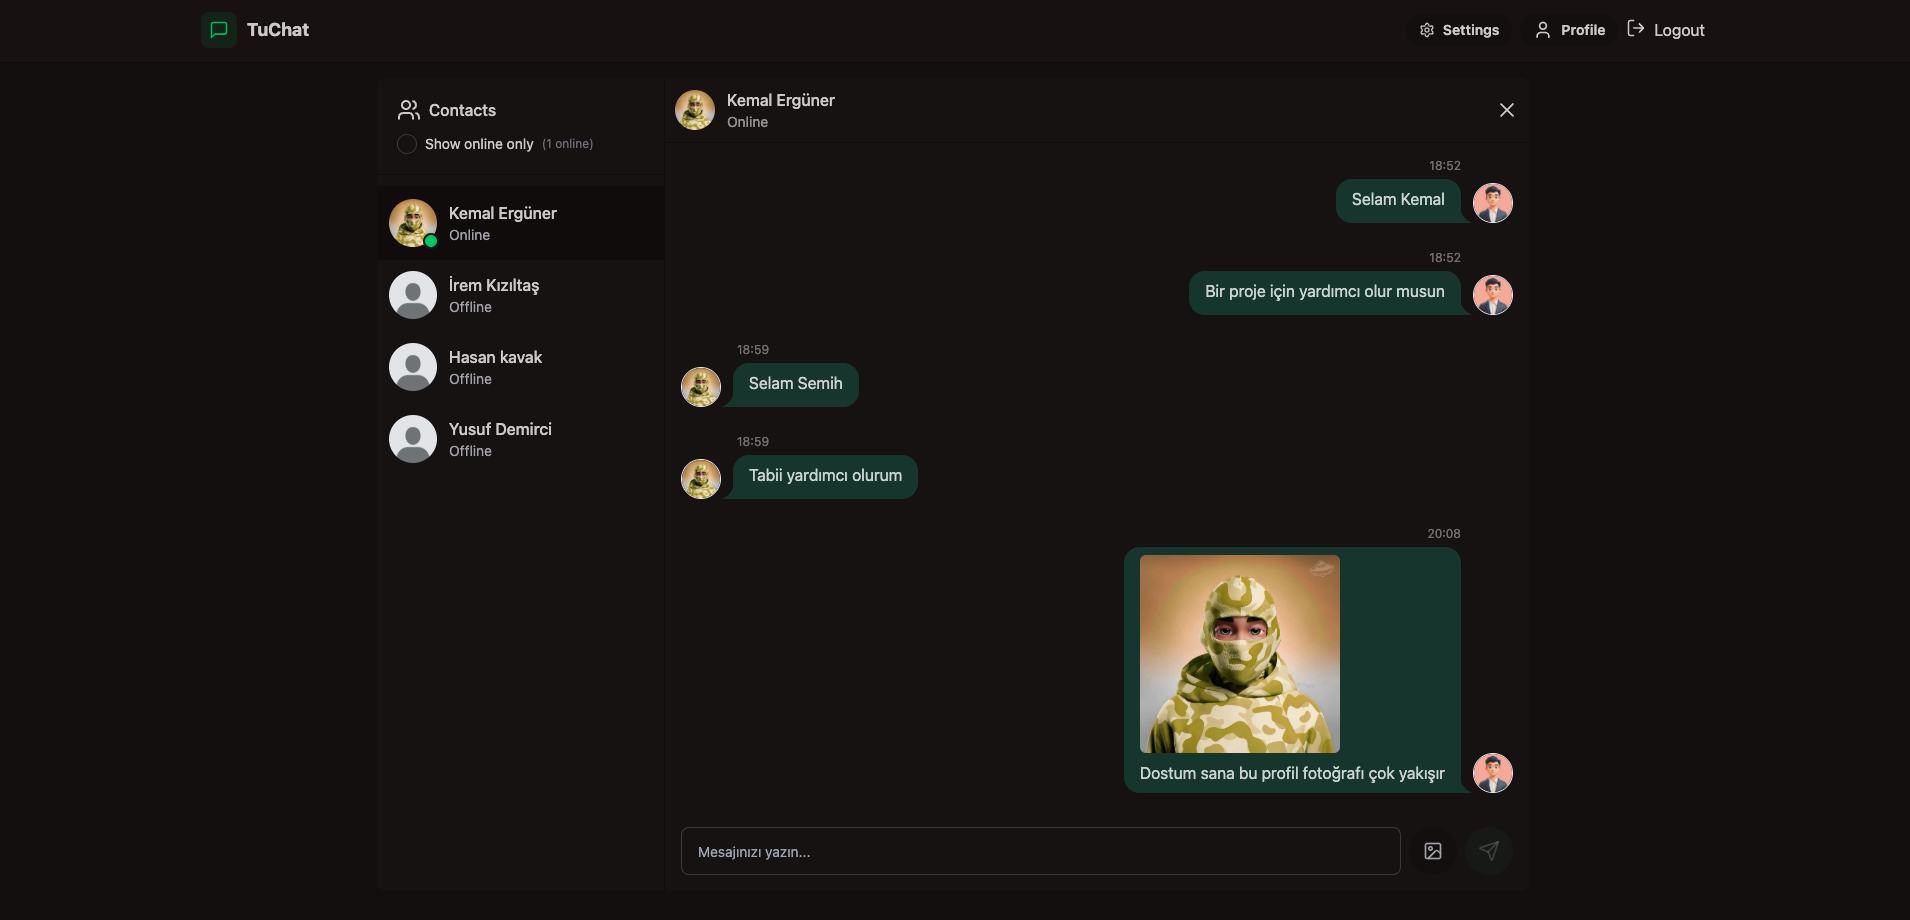 TuChat
Settings
Profile
Logout
Contacts
Show online only (1 online)
Kemal Ergüner
Online
İrem Kızıltaş
Offline
Hasan kavak
Offline
Yusuf Demirci
Offline
Kemal Ergüner
Online
18:52
Selam Kemal
18:52
Bir proje için yardımcı olur musun
18:59
Selam Semih
18:59
Tabii yardımcı olurum
20:08
Dostum sana bu profil fotoğrafı çok yakışır
Mesajınızı yazın...